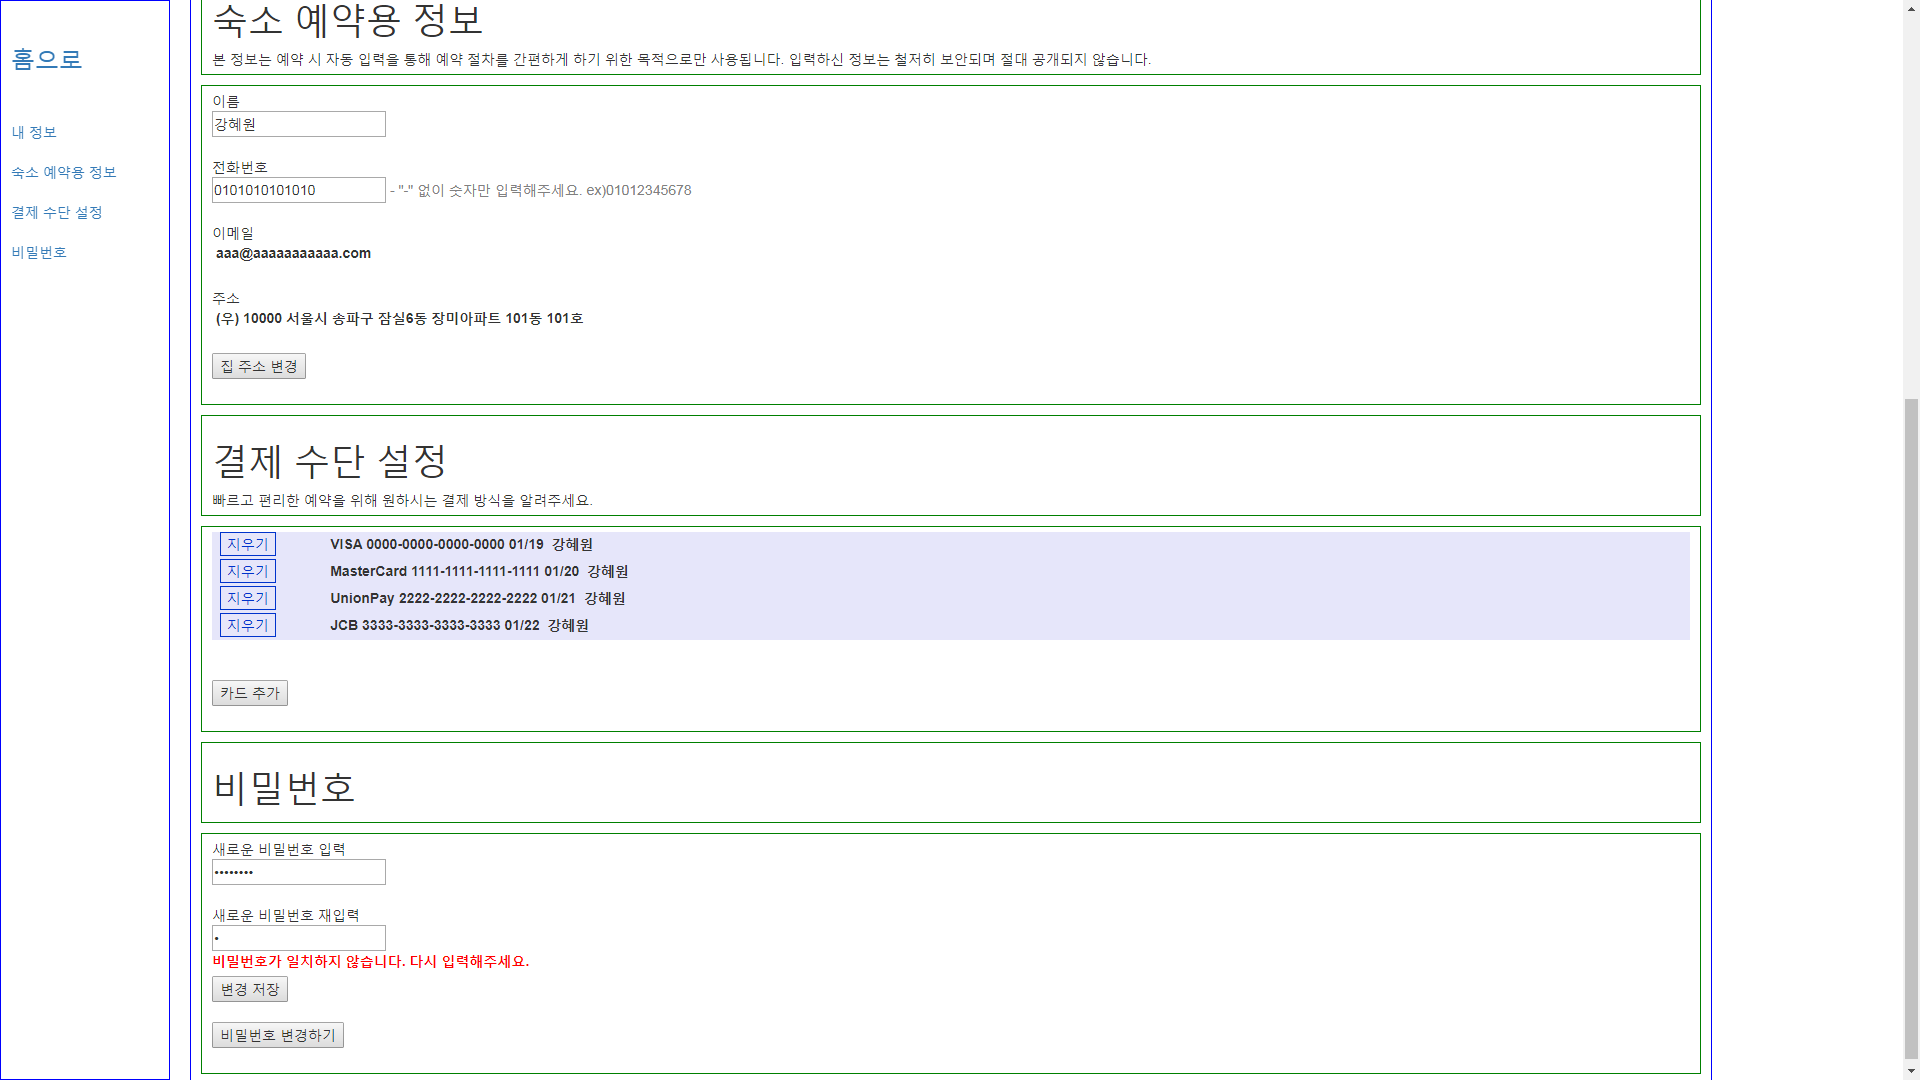 홈으로
내 정보
숙소 예약용 정보
결제 수단 설정
비밀번호
숙소 예약용 정보
본 정보는 예약 시 자동 입력을 통해 예약 절차를 간편하게 하기 위한 목적으로만 사용됩니다. 입력하신 정보는 철저히 보안되며 절대 공개되지 않습니다.
이름
강혜원
전화번호
0101010101010 - "-" 없이 숫자만 입력해주세요. ex)01012345678
이메일
aaa@aaaaaaaaaaa.com
주소
(우) 10000 서울시 송파구 잠실6동 장미아파트 101동 101호
집 주소 변경
결제 수단 설정
빠르고 편리한 예약을 위해 원하시는 결제 방식을 알려주세요.
지우기 VISA 0000-0000-0000-0000 01/19 강혜원
지우기 MasterCard 1111-1111-1111-1111 01/20 강혜원
지우기 UnionPay 2222-2222-2222-2222 01/21 강혜원
지우기 JCB 3333-3333-3333-3333 01/22 강혜원
카드 추가
비밀번호
새로운 비밀번호 입력
••••••••
새로운 비밀번호 재입력
•
비밀번호가 일치하지 않습니다. 다시 입력해주세요.
변경 저장
비밀번호 변경하기